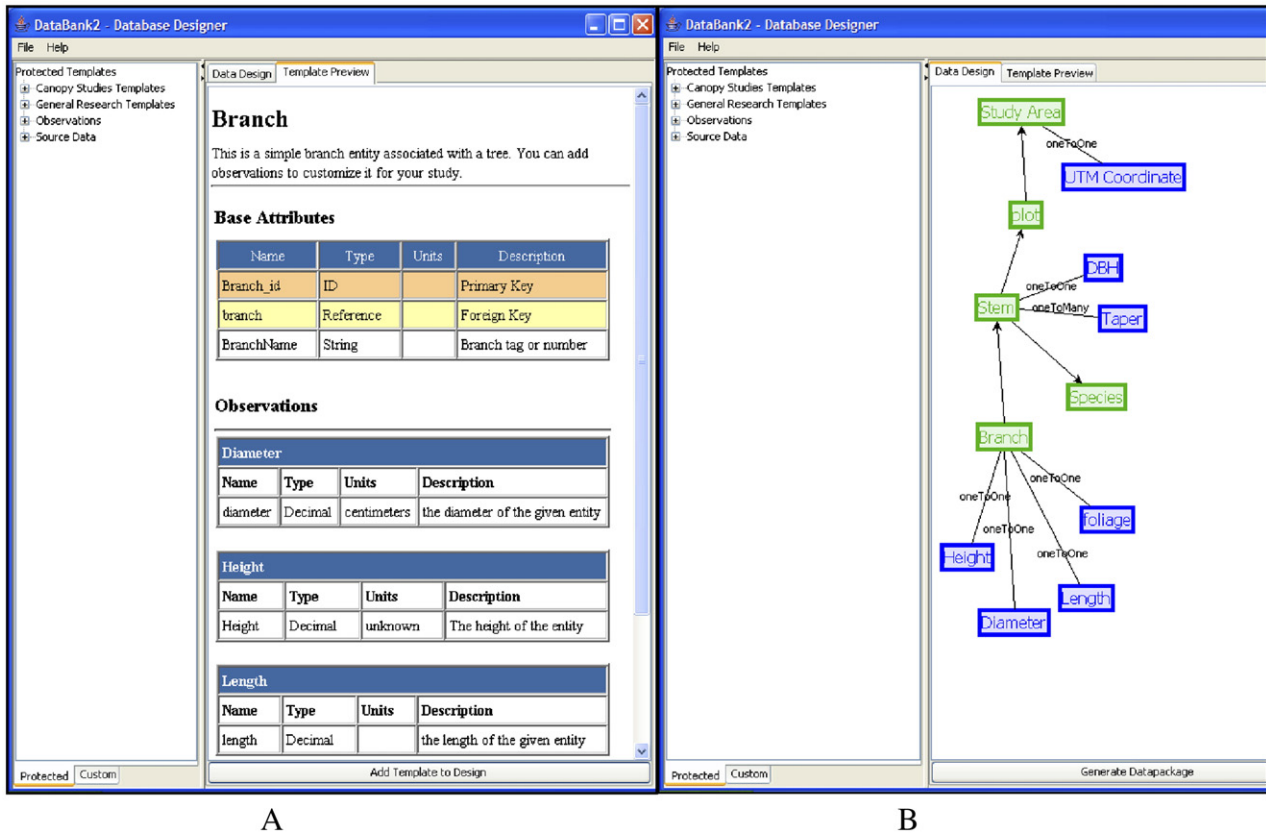 DataBank2 - Database Designer
File Help
Protected Templates
Canopy Studies Templates
General Research Templates
Observations
Source Data
Protected Custom
Data Design Template Preview
Branch
This is a simple branch entity associated with a tree. You can add
observations to customize it for your study.
Base Attributes
Name Type Units Description
Branch_id ID Primary Key
branch Reference Foreign Key
BranchName String Branch tag or number
Observations
Diameter
Name Type Units Description
diameter Decimal centimeters the diameter of the given entity
Height
Name Type Units Description
Height Decimal unknown The height of the entity
Length
Name Type Units Description
length Decimal the length of the given entity
Add Template to Design
A
DataBank2 - Database Designer
File Help
Protected Templates
Canopy Studies Templates
General Research Templates
Observations
Source Data
Protected Custom
Data Design Template Preview
Study Area
oneToOne
UTM Coordinate
plot
DBH
oneToOne
Stem oneToMany Taper
Species
Branch
oneToOne
oneToOne
oneToOne
foliage
Height oneToOne
Length
Diameter
Generate Datapackage
B